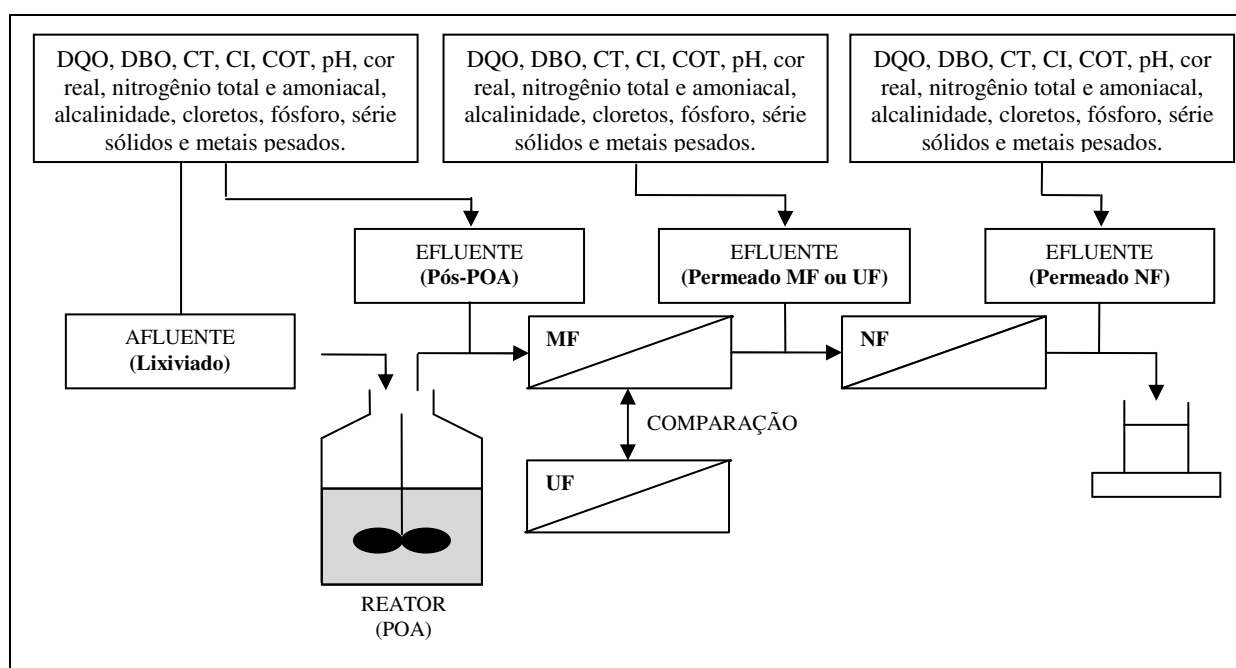 DQO, DBO, CT, CI, COT, pH, cor
real, nitrogênio total e amoniacal,
alcalinidade, cloretos, fósforo, série
sólidos e metais pesados.
DQO, DBO, CT, CI, COT, pH, cor
real, nitrogênio total e amoniacal,
alcalinidade, cloretos, fósforo, série
sólidos e metais pesados.
DQO, DBO, CT, CI, COT, pH, cor
real, nitrogênio total e amoniacal,
alcalinidade, cloretos, fósforo, série
sólidos e metais pesados.
EFLUENTE
(Pós-POA)
EFLUENTE
(Permeado MF ou UF)
EFLUENTE
(Permeado NF)
AFLUENTE
(Lixiviado)
MF
NF
COMPARAÇÃO
UF
REATOR
(POA)